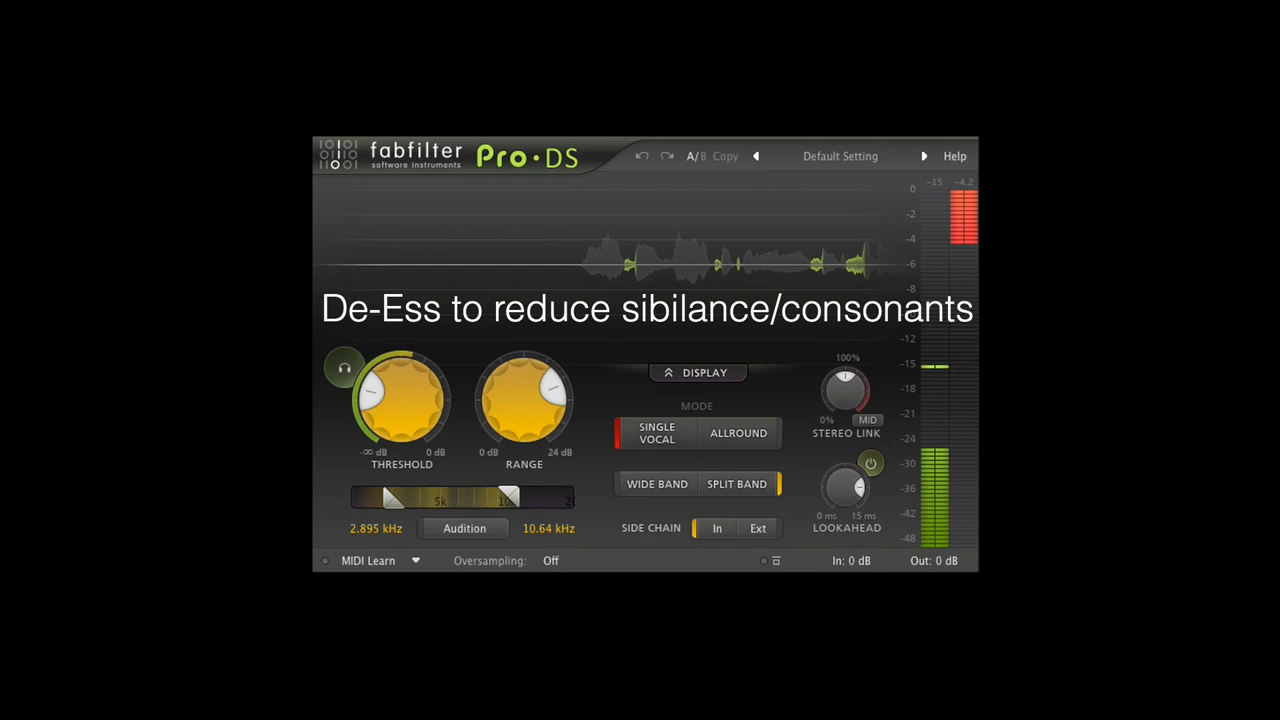 fabfilter
software instruments
Pro·DS
A/B Copy
Default Setting
Help
-15 -4.2
0
-2
-4
-6
-8
De-Ess to reduce sibilance/consonants
-12
-15
-18
-21
-24
-30
-36
-42
-48
-∞ dB 0 dB
THRESHOLD
0 dB 24 dB
RANGE
5k
2.895 kHz
Audition
10.64 kHz
DISPLAY
MODE
SINGLE
VOCAL
ALLROUND
WIDE BAND
SPLIT BAND
SIDE CHAIN
In
Ext
100%
0%
MID
STEREO LINK
0 ms 15 ms
LOOKAHEAD
MIDI Learn
Oversampling: Off
In: 0 dB
Out: 0 dB